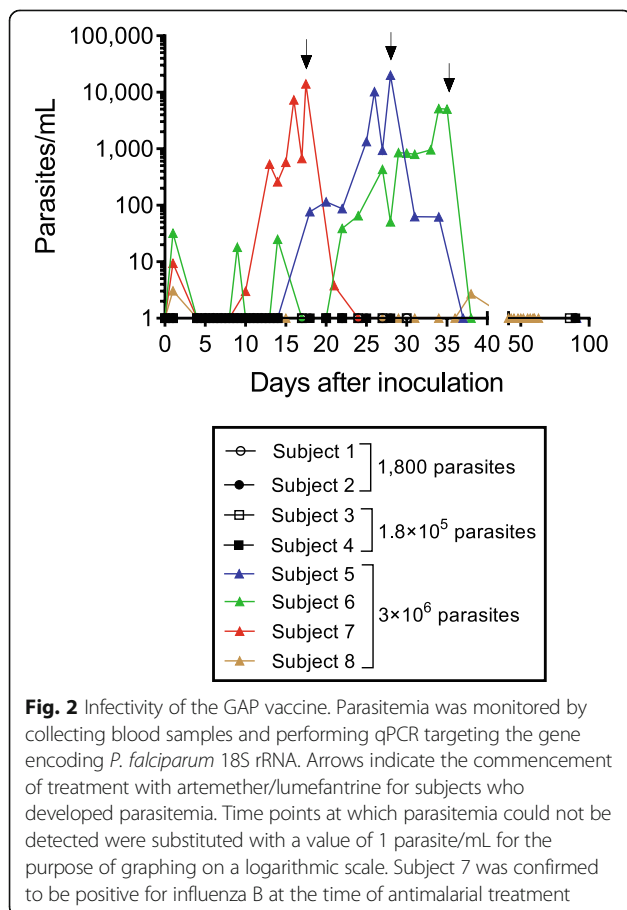 100,000
10,000
1,000
100
10
1
Parasites/mL
0 5 10 15 20 25 30 35 40 50 100
Days after inoculation
Subject 1
Subject 2
1,800 parasites
Subject 3
Subject 4
1.8×10⁵ parasites
Subject 5
Subject 6
Subject 7
Subject 8
3×10⁶ parasites
Fig. 2 Infectivity of the GAP vaccine. Parasitemia was monitored by
collecting blood samples and performing qPCR targeting the gene
encoding P. falciparum 18S rRNA. Arrows indicate the commencement
of treatment with artemether/lumefantrine for subjects who
developed parasitemia. Time points at which parasitemia could not be
detected were substituted with a value of 1 parasite/mL for the
purpose of graphing on a logarithmic scale. Subject 7 was confirmed
to be positive for influenza B at the time of antimalarial treatment